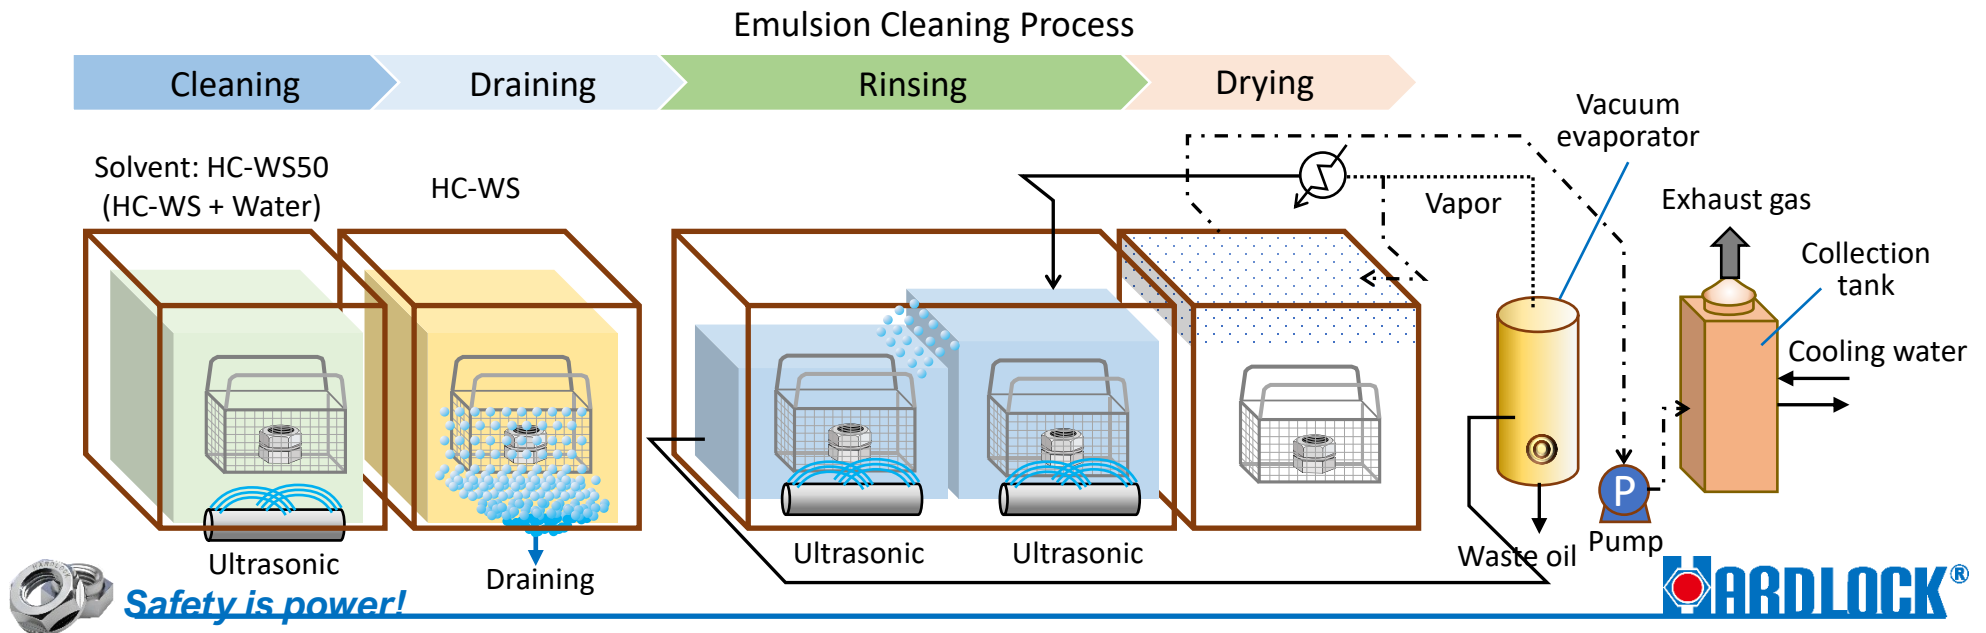 Emulsion Cleaning Process
Cleaning
Draining
Rinsing
Drying
Solvent: HC-WS50
(HC-WS + Water)
HC-WS
Vacuum
evaporator
Vapor
Exhaust gas
Collection
tank
Cooling water
P
Ultrasonic
Draining
Ultrasonic
Ultrasonic
Waste oil
Pump
HARDLOCK
Safety is power!
HARDLOCK®